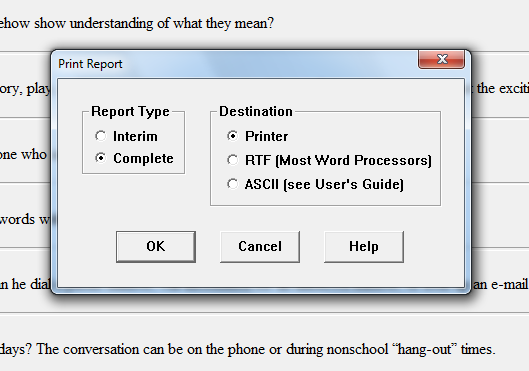 ehow show understanding of what they mean?
Print Report
ory, play
the exciti
Report Type
Destination
Interim
Printer
Complete
RTF (Most Word Processors)
ASCII (see User's Guide)
one who
words w
OK
Cancel
Help
n he dial
an e-mail
days? The conversation can be on the phone or during nonschool “hang-out” times.